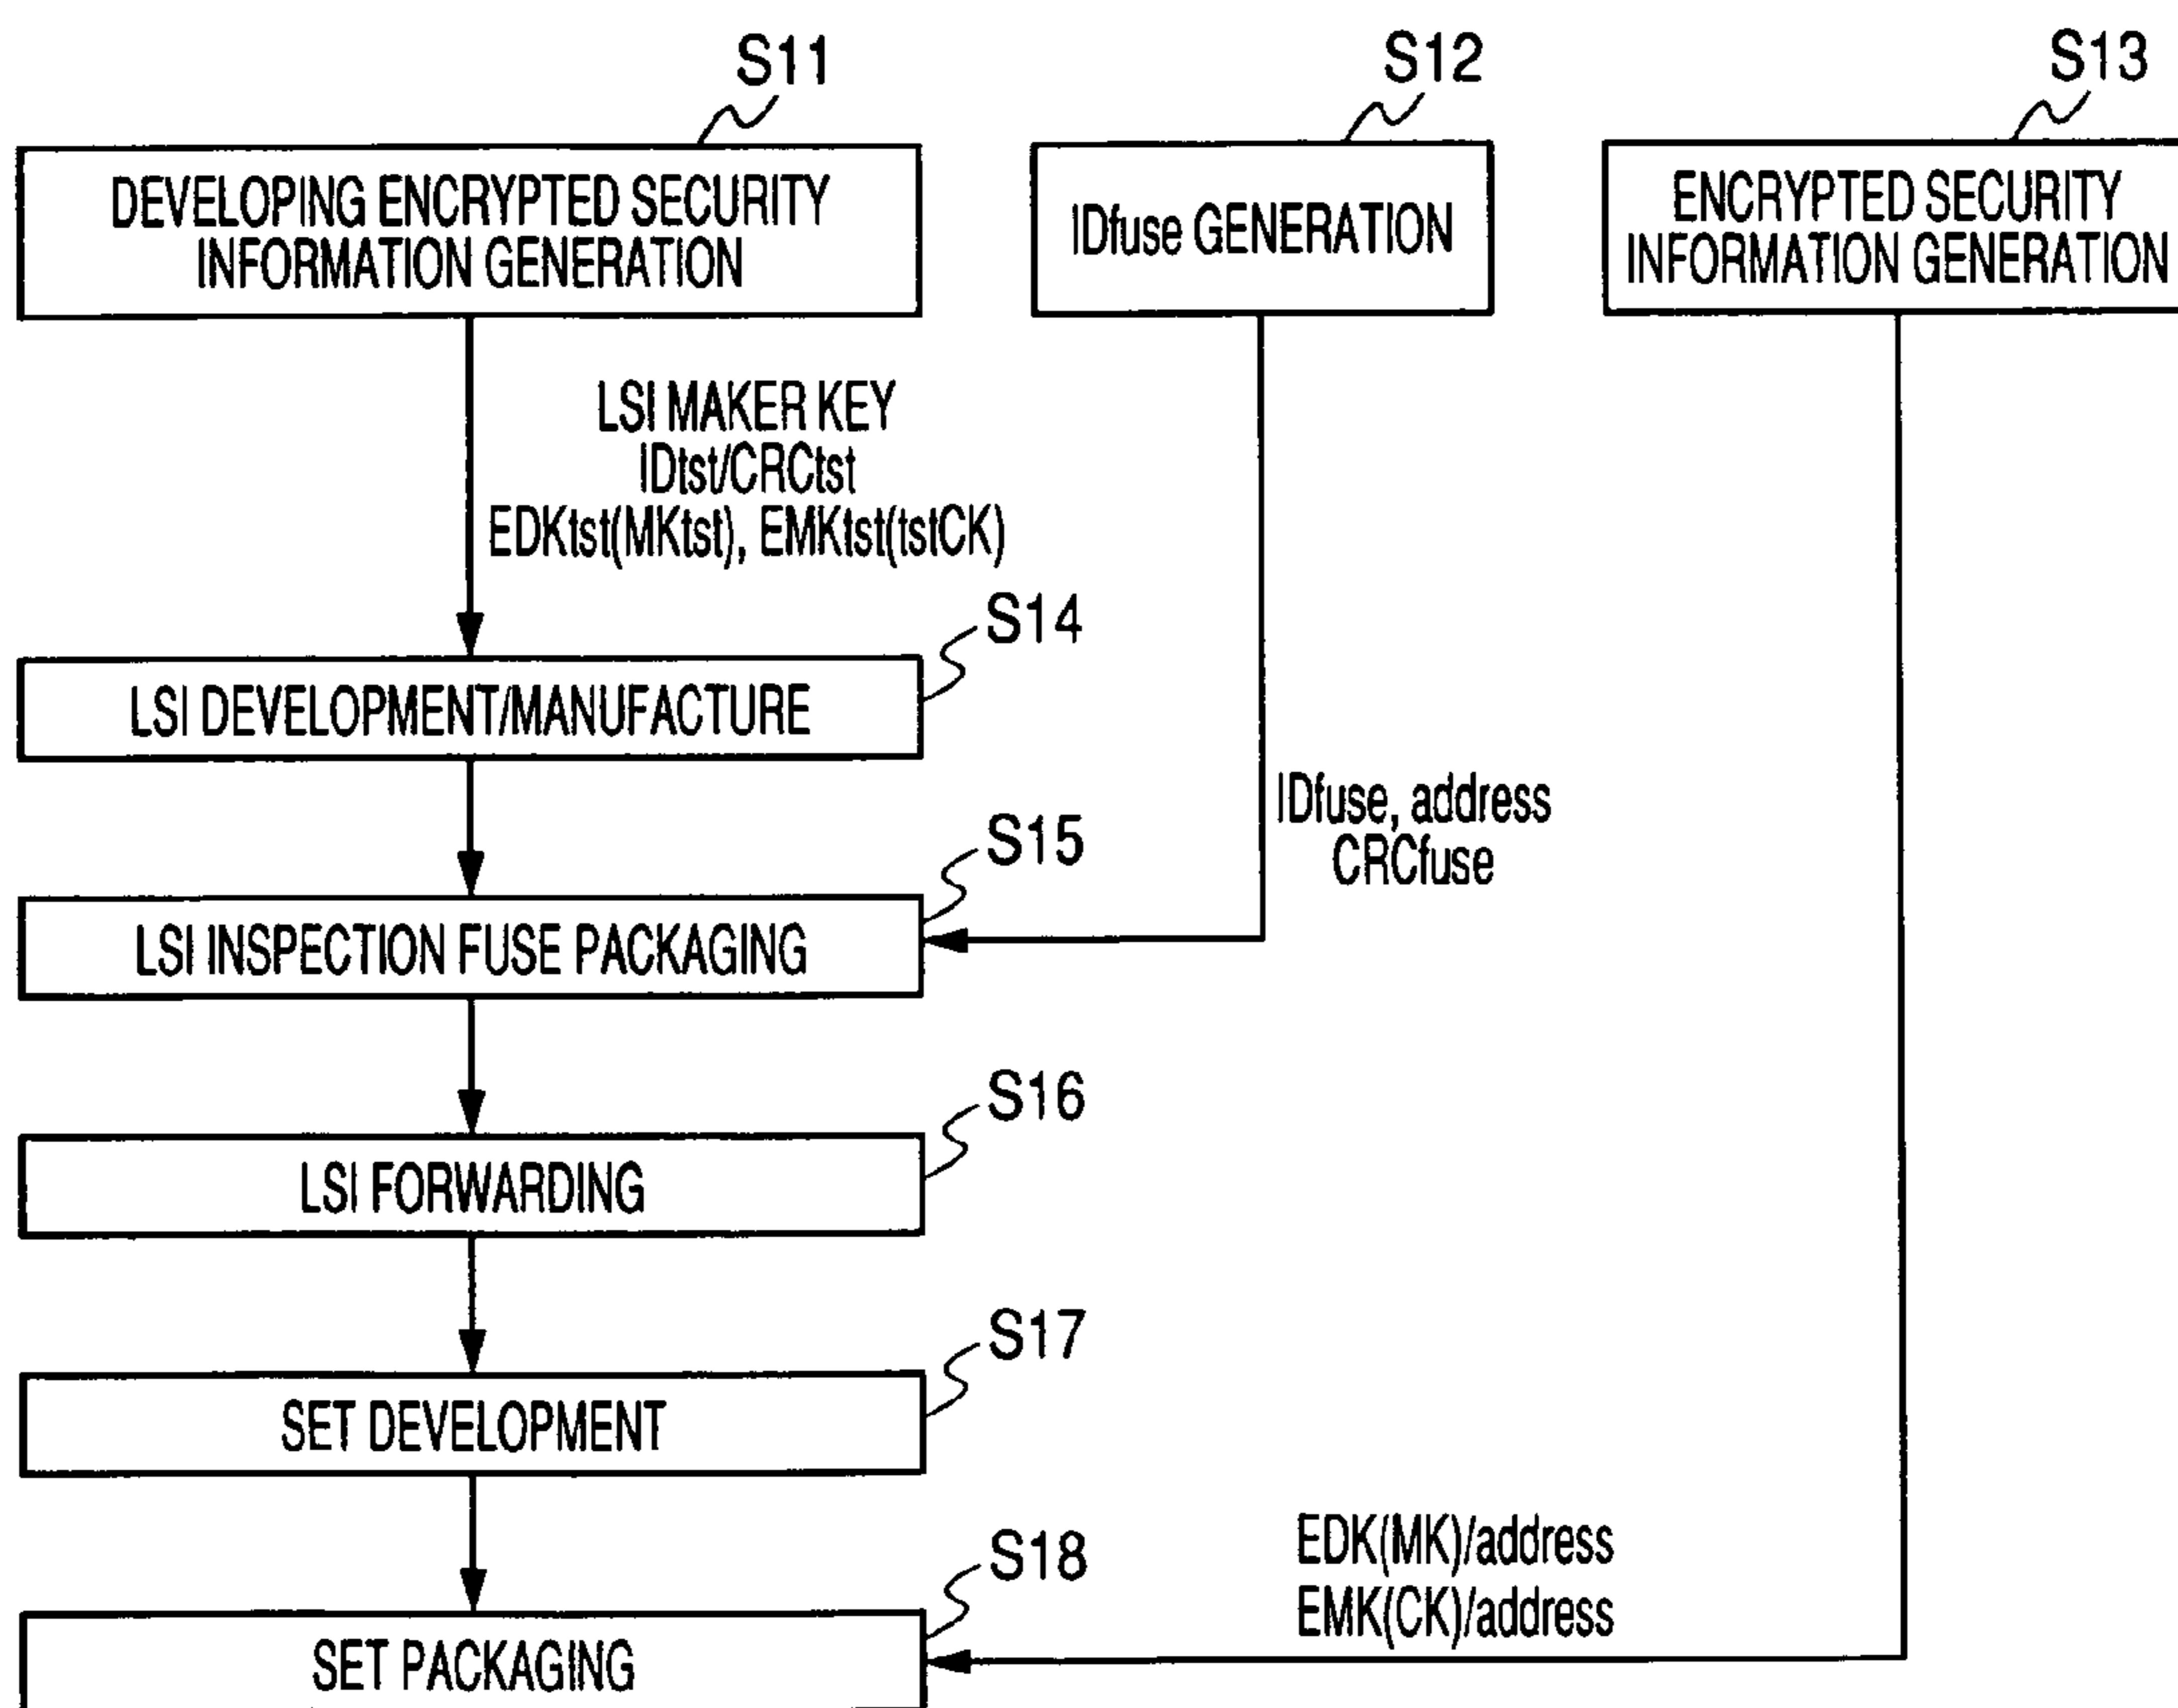 S11
S12
S13
DEVELOPING ENCRYPTED SECURITY
INFORMATION GENERATION
IDfuse GENERATION
ENCRYPTED SECURITY
INFORMATION GENERATION
LSI MAKER KEY
IDtst/CRCtst
EDKtst(MKtst), EMKtst(tstCK)
S14
LSI DEVELOPMENT/MANUFACTURE
IDfuse, address
CRCfuse
S15
LSI INSPECTION FUSE PACKAGING
S16
LSI FORWARDING
S17
SET DEVELOPMENT
S18
EDK(MK)/address
EMK(CK)/address
SET PACKAGING